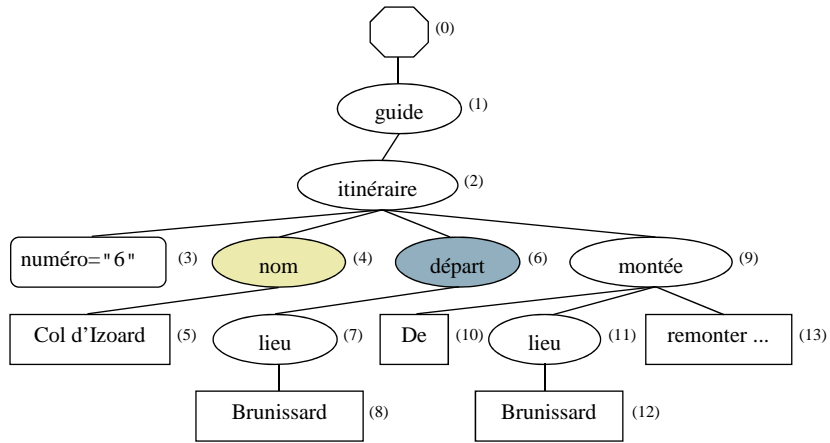 (0)
guide (1)
itinéraire (2)
numéro="6" (3) nom (4) départ (6) montée (9)
Col d'Izoard (5) lieu (7) De (10) lieu (11) remonter ... (13)
Brunissard (8) Brunissard (12)